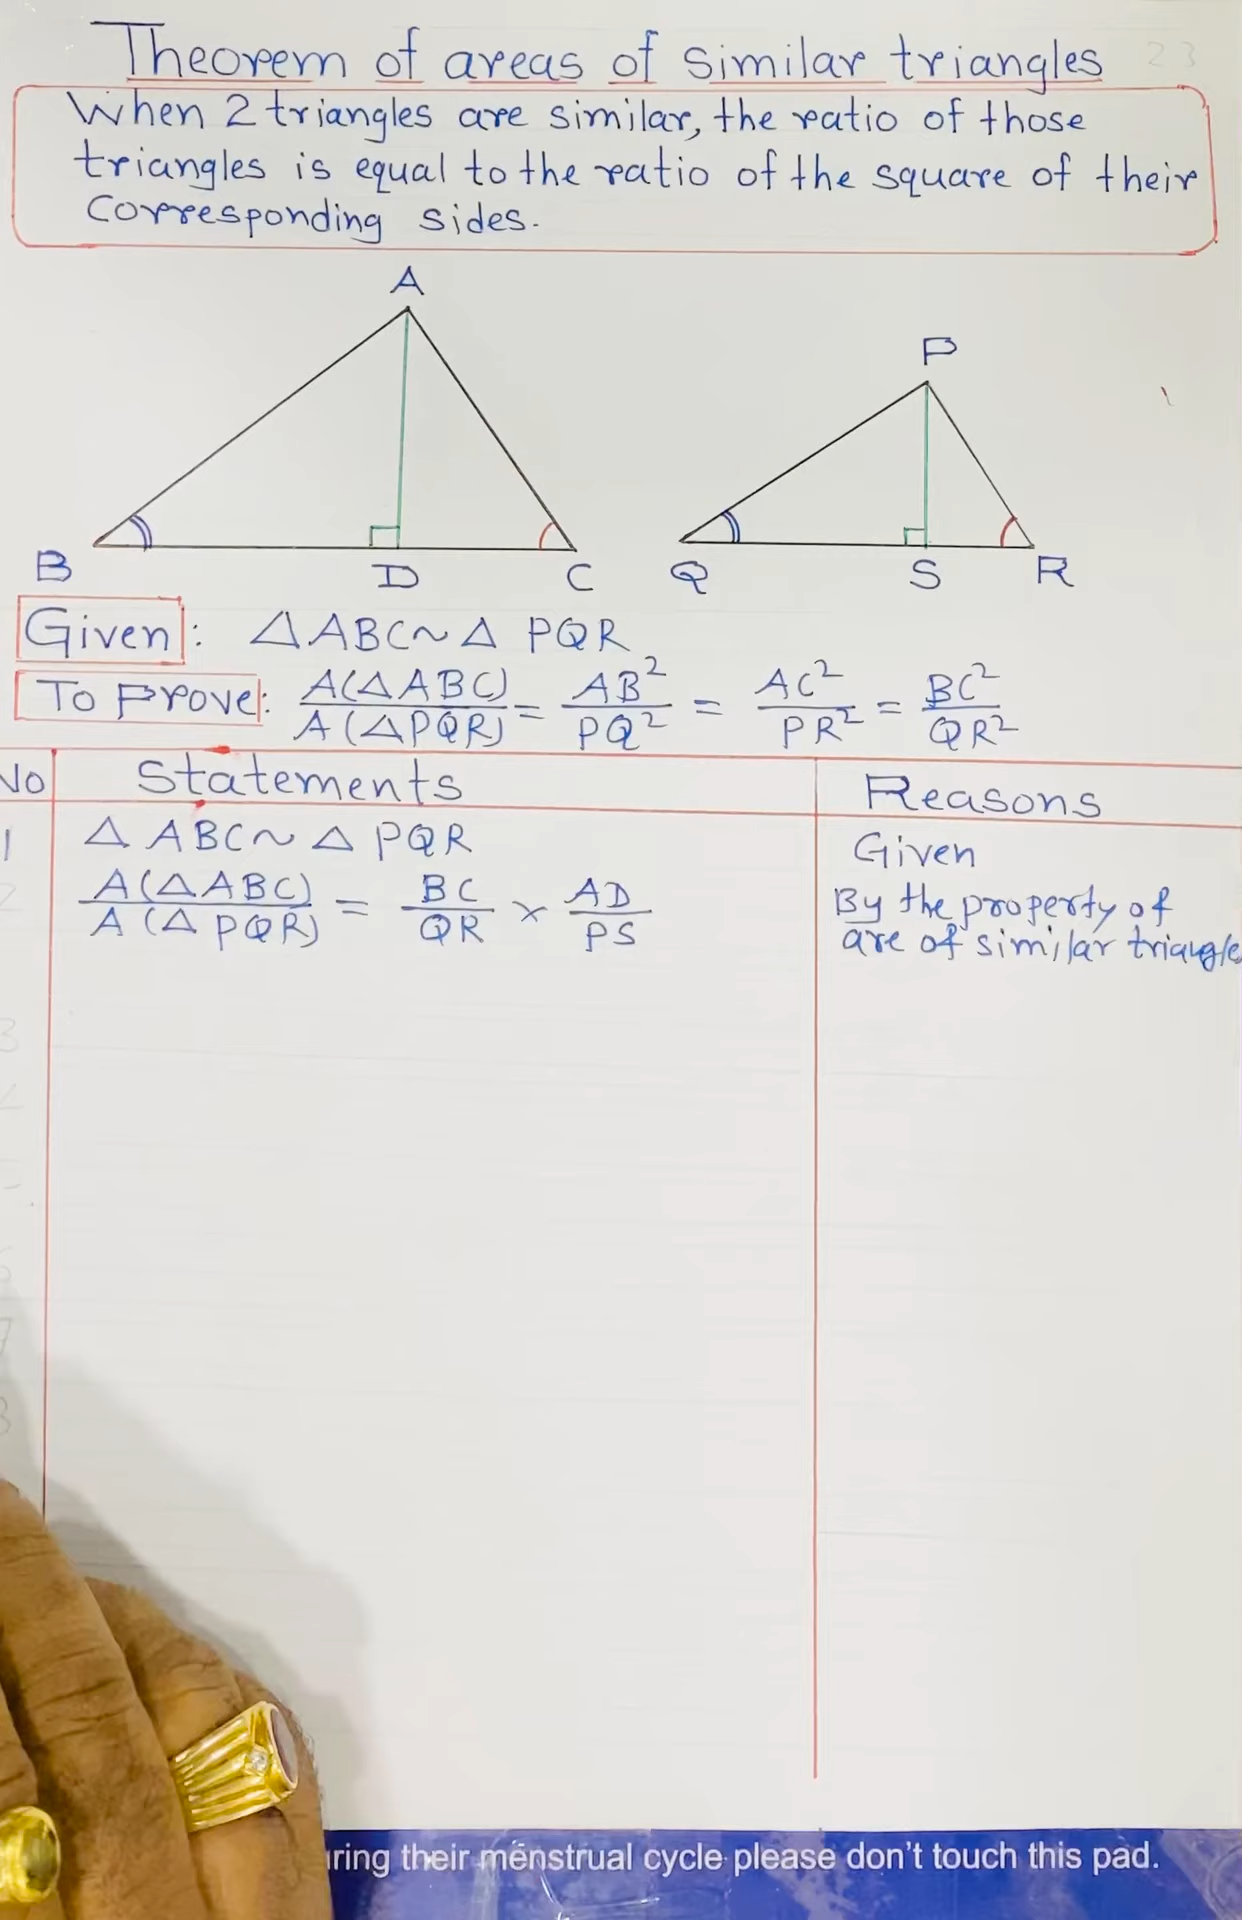 Theorem of areas of similar triangles
When 2 triangles are similar, the ratio of those
triangles is equal to the ratio of the square of their
Corresponding sides.
A
P
B
D
C
Q
S
R
Given: △ABC~△ PQR
To Prove: A(△ABC)/A(△PQR) = AB²/PQ² = AC²/PR² = BC²/QR²
No Statements Reasons
1 △ ABC~△ PQR Given
A(△ABC)/A(△PQR) = BC/QR × AD/PS By the property of
are of similar triangle
their menstrual cycle please don't touch this pad.